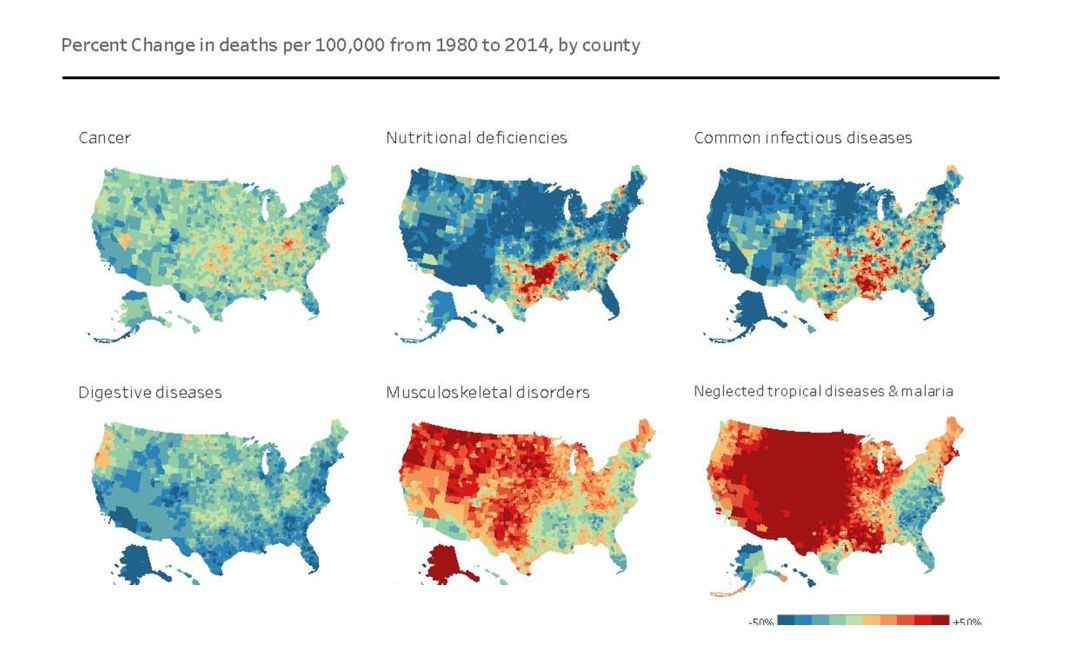 Percent Change in deaths per 100,000 from 1980 to 2014, by county
Cancer
Nutritional deficiencies
Common infectious diseases
Digestive diseases
Musculoskeletal disorders
Neglected tropical diseases & malaria
-50%
+50%